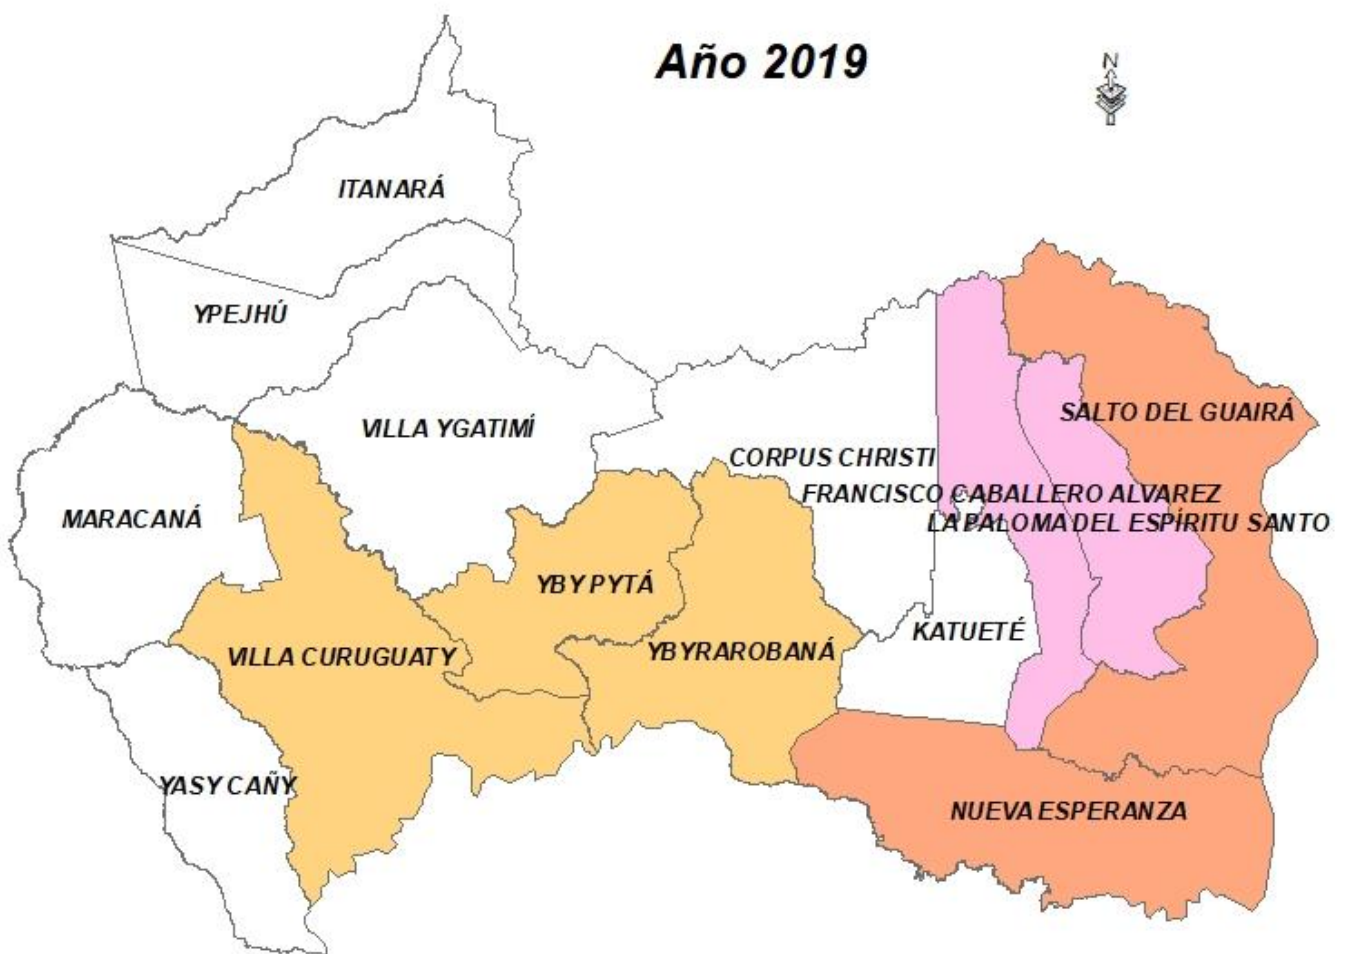 Año 2019
N
ITANARÁ
YPEJHÚ
SALTO DEL GUAIRÁ
VILLA YGATIMÍ
CORPUS CHRISTI
FRANCISCO CABALLERO ALVAREZ
MARACANÁ
LA PALOMA DEL ESPÍRITU SANTO
YBY PYTÁ
KATUETÉ
VILLA CURUGUATY
YBYRAROBANÁ
YASY CAÑY
NUEVA ESPERANZA